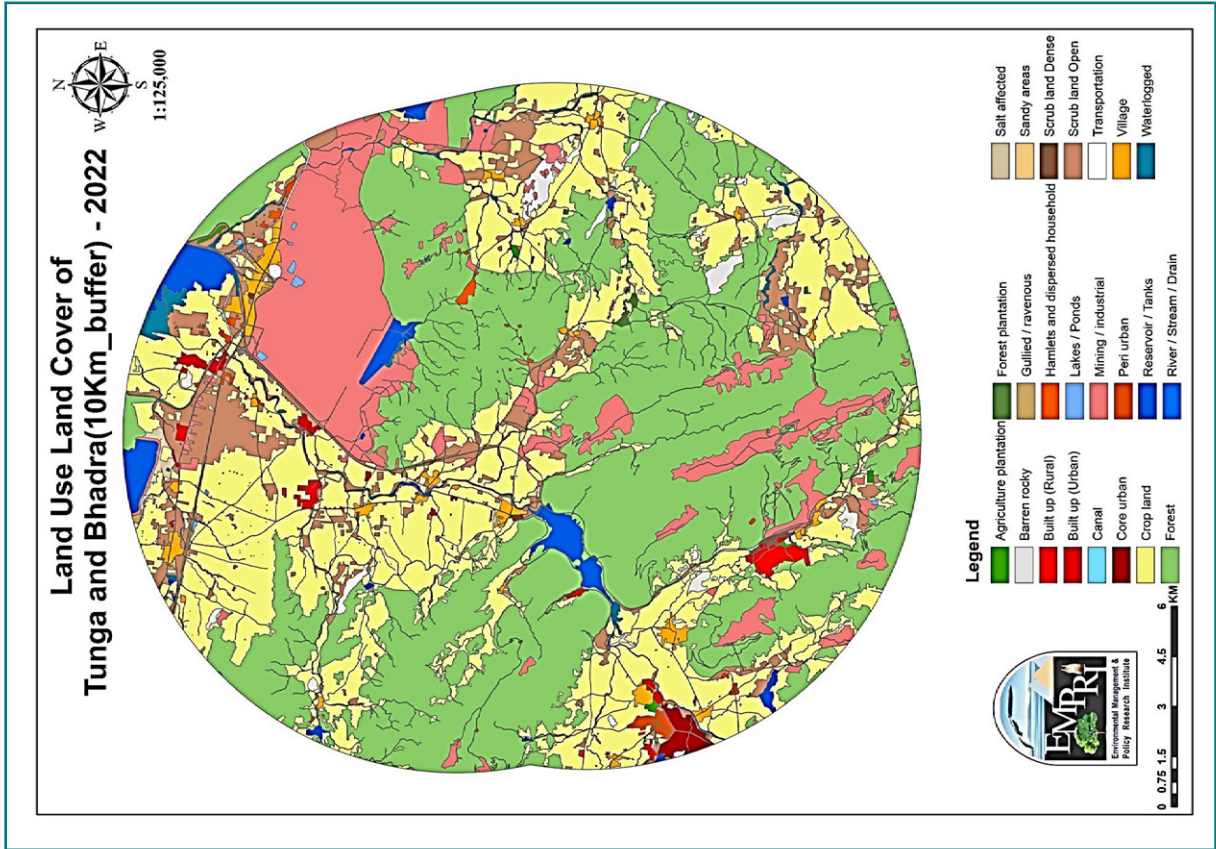 Land Use Land Cover of
Tunga and Bhadra(10Km_buffer) - 2022
N
W
E
S
1:125,000
Legend
Agriculture plantation
Barren rocky
Built up (Rural)
Built up (Urban)
Canal
Core urban
Crop land
Forest
Forest plantation
Gullied / ravenous
Hamlets and dispersed household
Lakes / Ponds
Mining / industrial
Peri urban
Reservoir / Tanks
River / Stream / Drain
Salt affected
Sandy areas
Scrub land Dense
Scrub land Open
Transportation
Village
Waterlogged
EMPRI
Environmental Management &
Policy Research Institute
0 0.75 1.5 3 4.5 6
KM